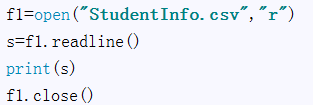 f1=open("StudentInfo.csv","r")
s=f1.readline()
print(s)
f1.close()